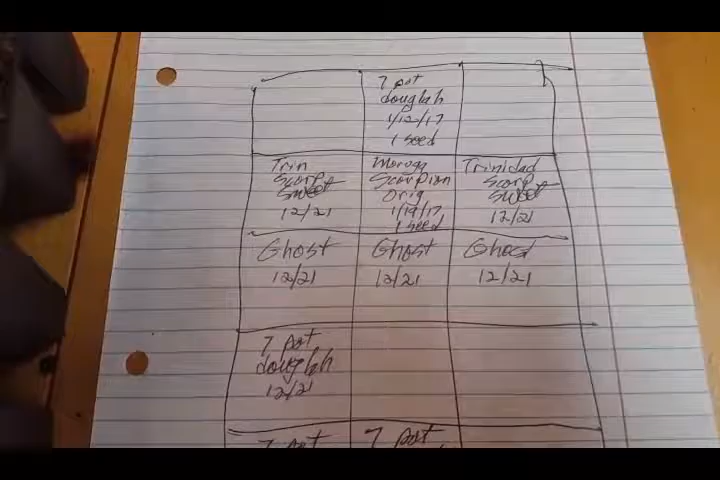 7 pot
douglah
1/12/17
1 seed
Trin
Scorp
Sweet
12/21
Moruga
Scorpion
Orig
1/19/17
1 seed
Trinidad
Scorp
Sweet
12/21
Ghost
12/21
Ghost
12/21
Ghost
12/21
7 pot
douglah
12/21
7 pot
7 pot